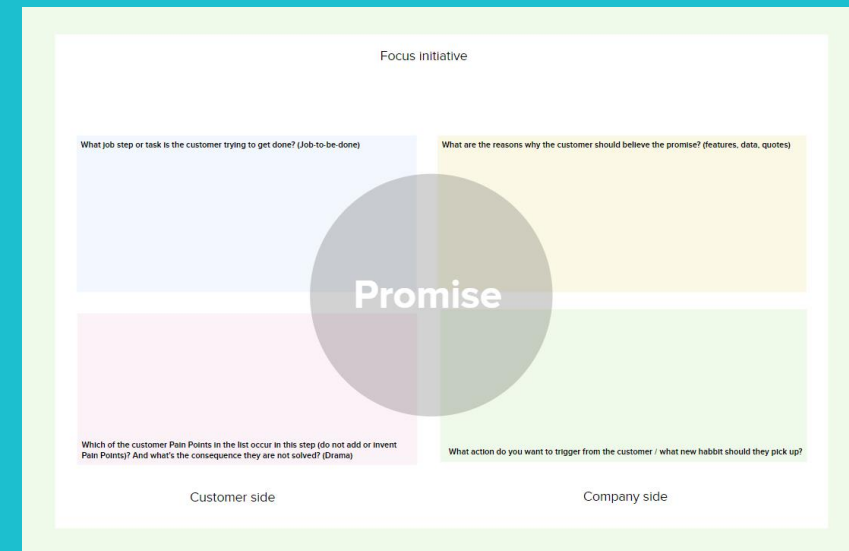 Focus initiative
What job step or task is the customer trying to get done? (Job-to-be-done)
What are the reasons why the customer should believe the promise? (features, data, quotes)
Promise
Which of the customer Pain Points in the list occur in this step (do not add or invent
Pain Points)? And what's the consequence they are not solved? (Drama)
What action do you want to trigger from the customer / what new habbit should they pick up?
Customer side
Company side